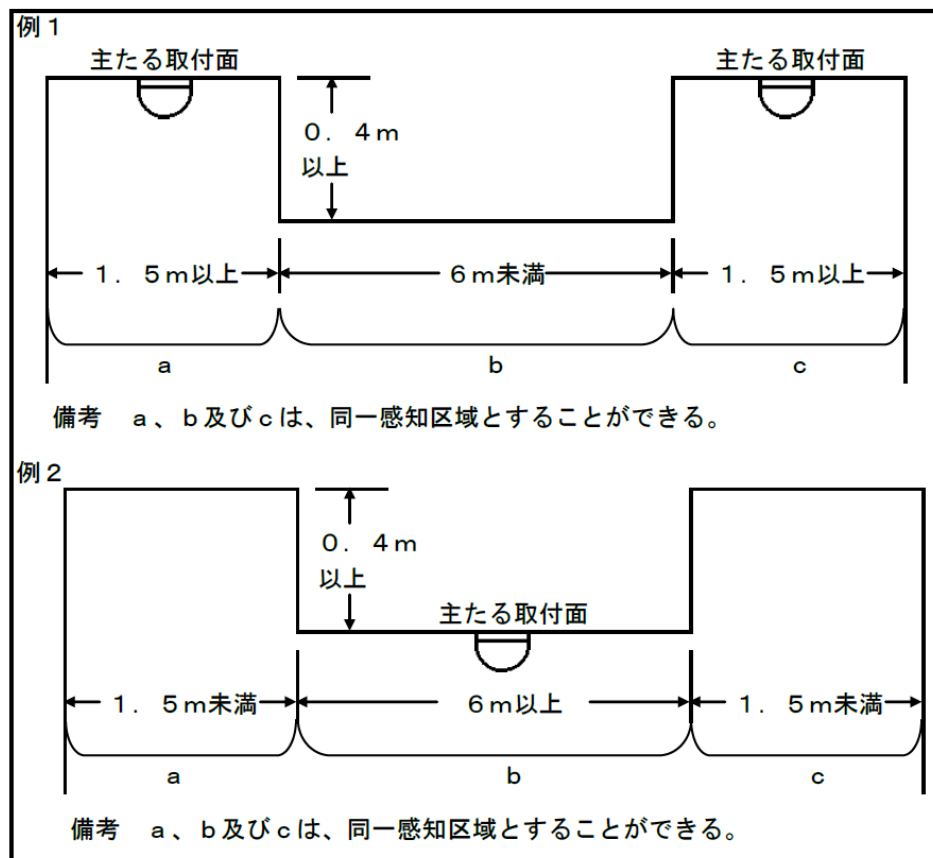 例１
主たる取付面 主たる取付面
０．４ｍ
以上
１．５ｍ以上 ６ｍ未満 １．５ｍ以上
ａ ｂ ｃ
備考　ａ、ｂ及びｃは、同一感知区域とすることができる。
例２
０．４ｍ
以上
主たる取付面
１．５ｍ未満 ６ｍ以上 １．５ｍ未満
ａ ｂ ｃ
備考　ａ、ｂ及びｃは、同一感知区域とすることができる。